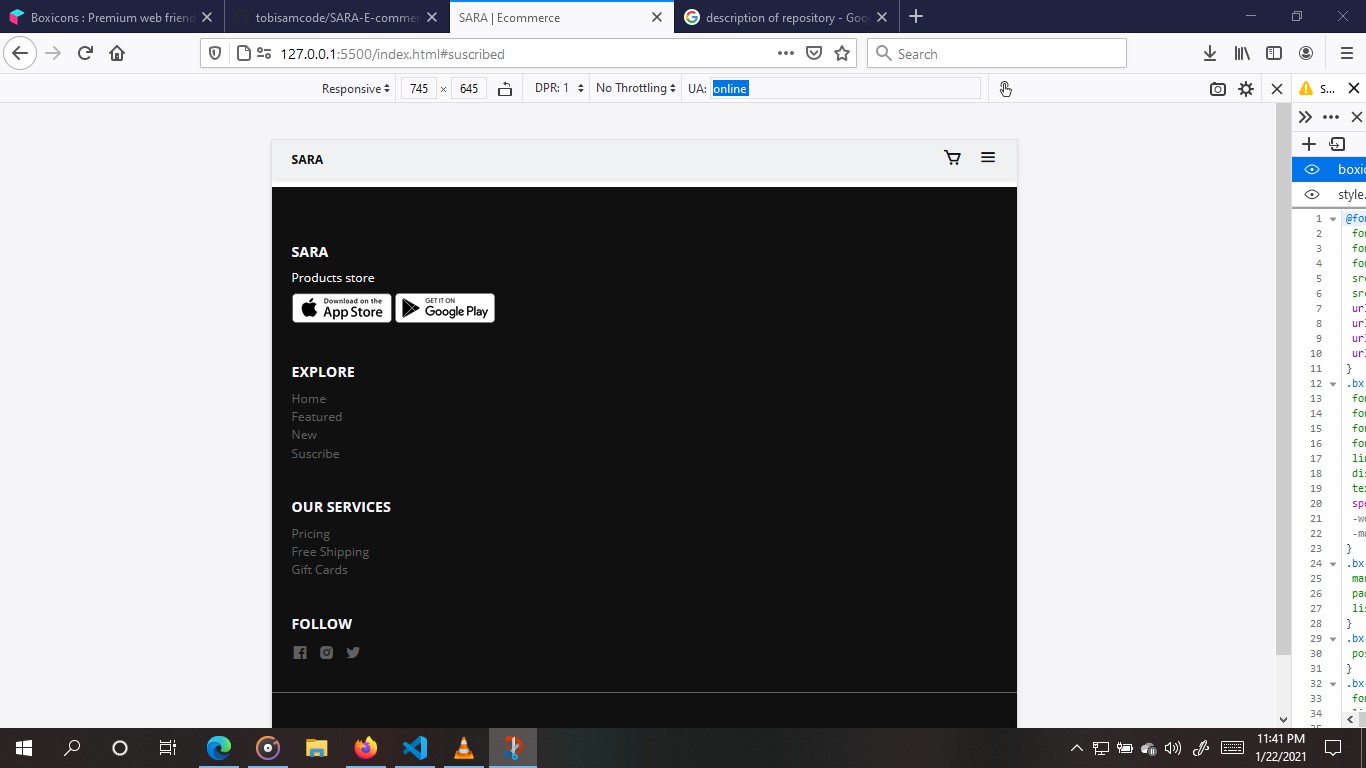 Boxicons : Premium web friend
tobisamcode/SARA-E-commer
SARA | Ecommerce
description of repository - Goo
127.0.0.1:5500/index.html#suscribed
Search
Responsive
745 × 645
DPR: 1
No Throttling
UA: online
s...
SARA
boxic
style.
SARA
Products store
Download on the
App Store
GET IT ON
Google Play
EXPLORE
Home
Featured
New
Suscribe
OUR SERVICES
Pricing
Free Shipping
Gift Cards
FOLLOW
1 @fo
2 fo
3 fo
4 fo
5 sr
6 sr
7 ur
8 ur
9 ur
10 ur
11 }
12 .bx
13 fo
14 fo
15 fo
16 fo
17 li
18 di
19 te
20 sp
21 -w
22 -m
23 }
24 .bx
25 ma
26 pa
27 li
28 }
29 .bx
30 po
31 }
32 .bx
33 fo
34
11:41 PM
1/22/2021